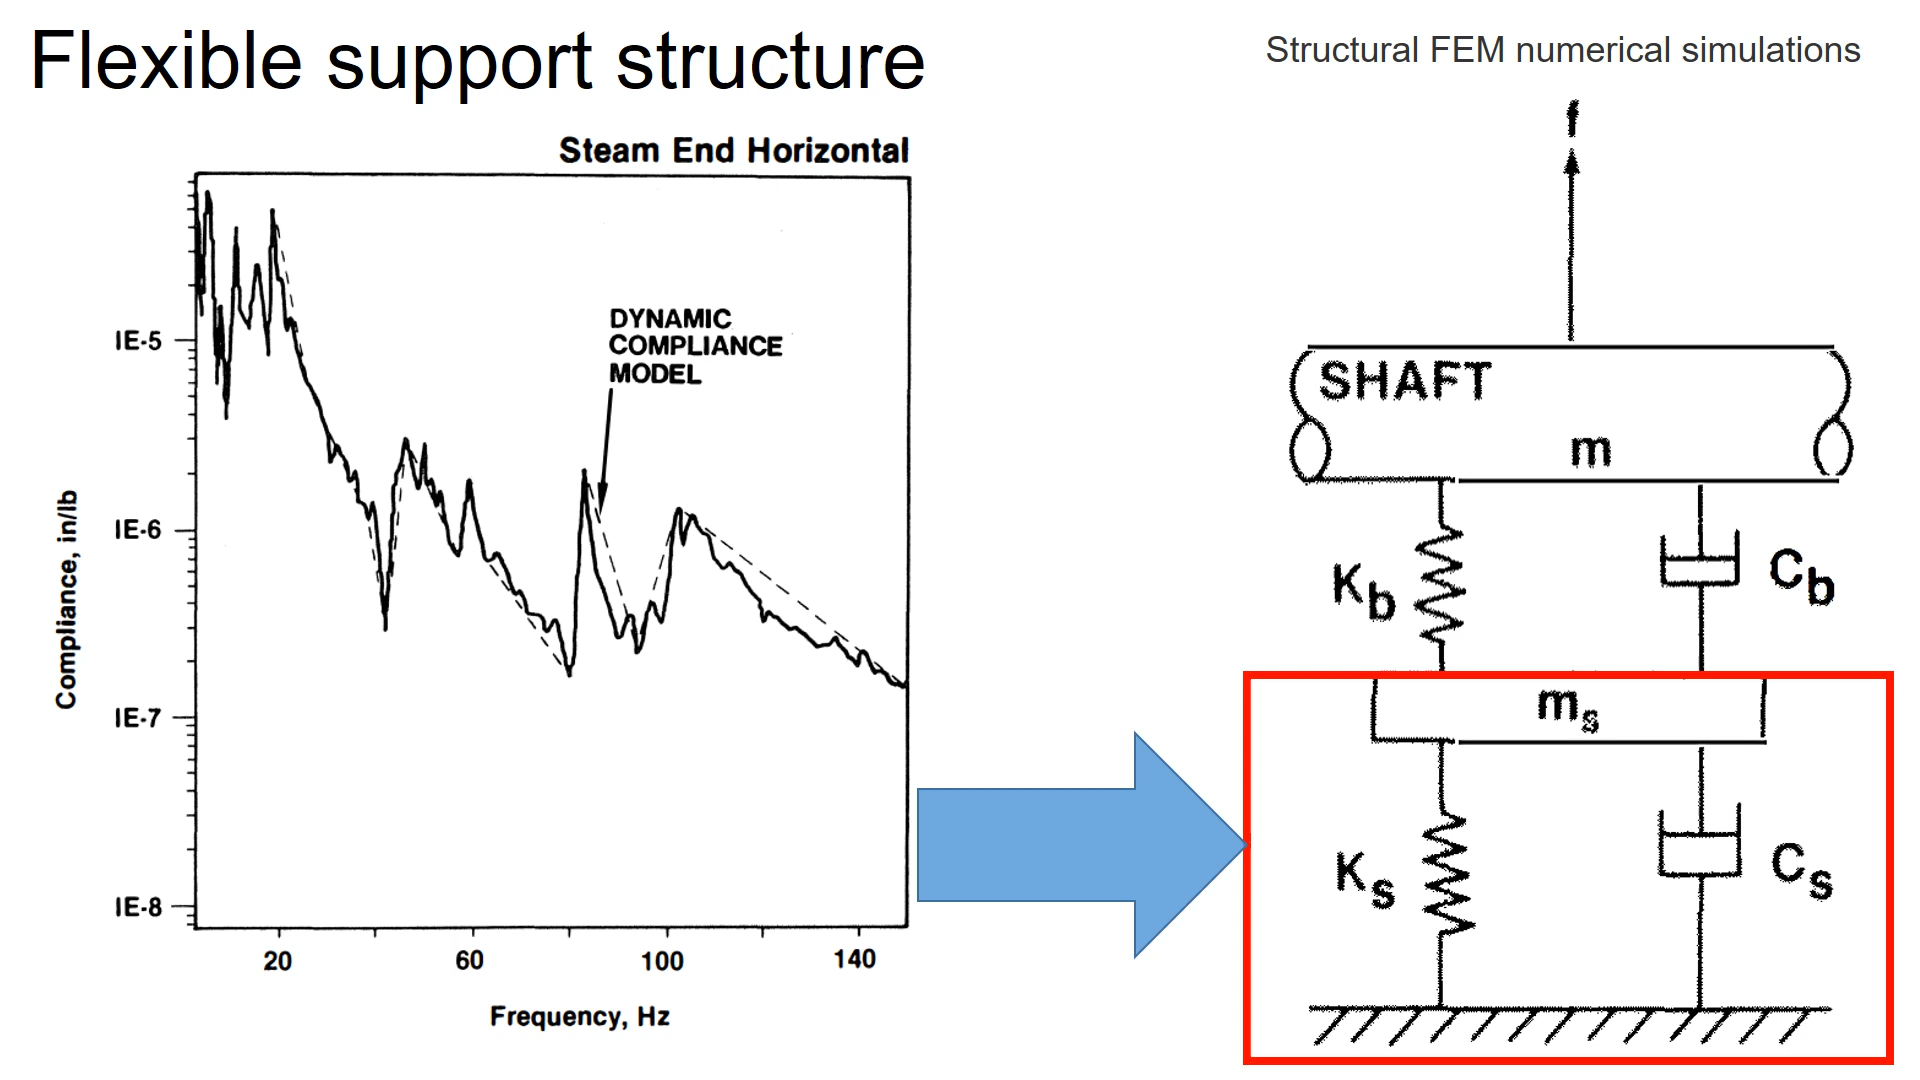 Flexible support structure
Structural FEM numerical simulations
Steam End Horizontal
DYNAMIC
COMPLIANCE
MODEL
IE-5
IE-6
IE-7
IE-8
Compliance, in/lb
20 60 100 140
Frequency, Hz
f
SHAFT
m
Kb
Cb
ms
Ks
Cs